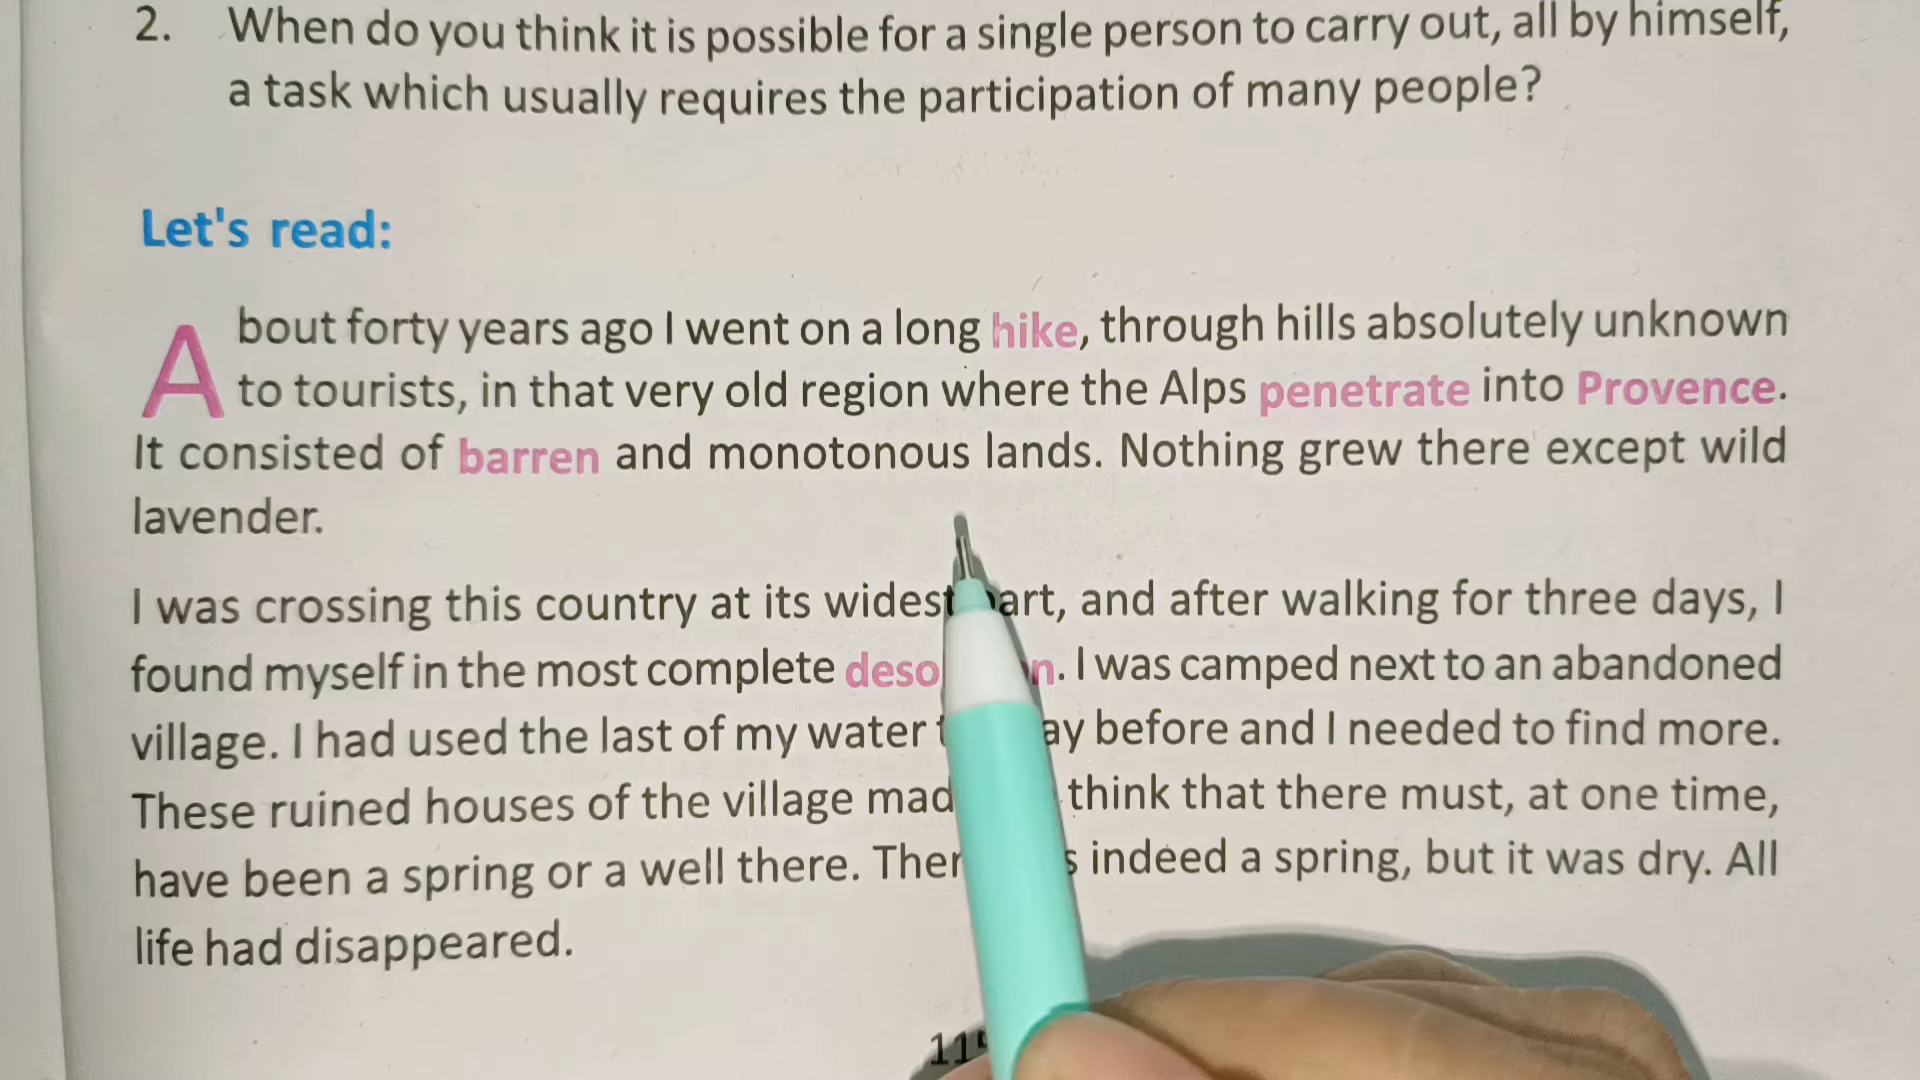 2. When do you think it is possible for a single person to carry out, all by himself,
a task which usually requires the participation of many people?
Let's read:
About forty years ago I went on a long hike, through hills absolutely unknown
to tourists, in that very old region where the Alps penetrate into Provence.
It consisted of barren and monotonous lands. Nothing grew there except wild
lavender.
I was crossing this country at its widest art, and after walking for three days, I
found myself in the most complete deso n. I was camped next to an abandoned
village. I had used the last of my water ay before and I needed to find more.
These ruined houses of the village mad think that there must, at one time,
have been a spring or a well there. Ther s indeed a spring, but it was dry. All
life had disappeared.